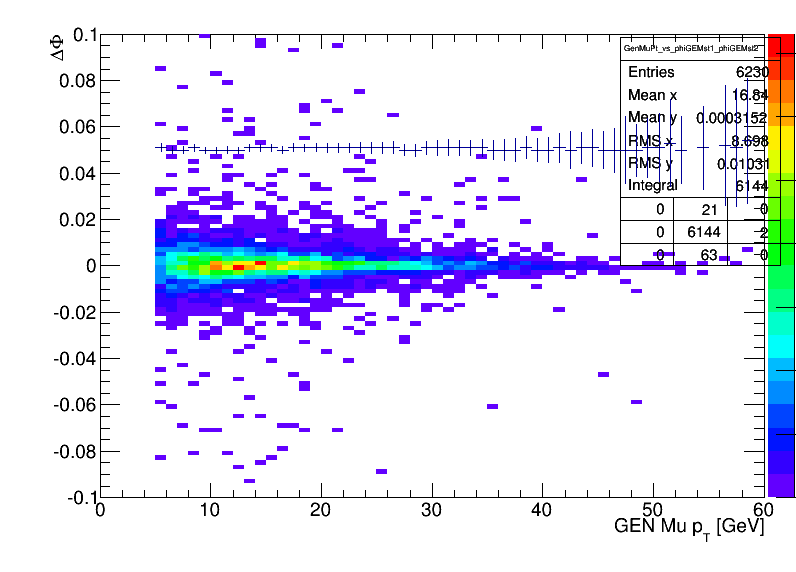 ΔΦ
0.1
0.08
0.06
0.04
0.02
0
-0.02
-0.04
-0.06
-0.08
-0.1
GenMuPt_vs_phiGEMst1_phiGEMst2
Entries 6230
Mean x 16.84
Mean y 0.0003152
RMS x 8.698
RMS y 0.01031
Integral 6144
0 21 0
0 6144 2
0 63 0
0 10 20 30 40 50 60
GEN Mu pT [GeV]